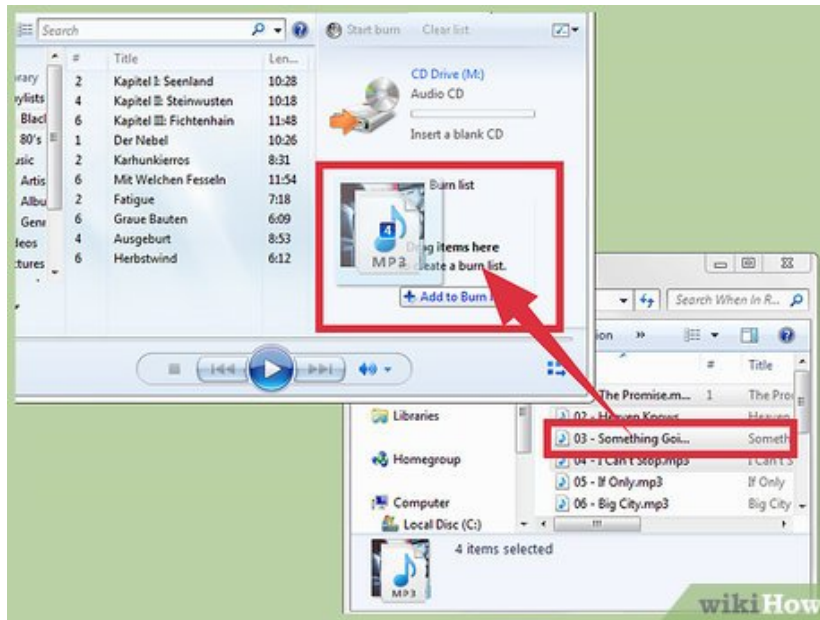 Search
Start burn Clear list
# Title Len...
2 Kapitel I: Seenland 10:28
4 Kapitel II: Steinwusten 10:18
6 Kapitel III: Fichtenhain 11:48
1 Der Nebel 10:26
2 Karhunkierros 8:31
6 Mit Welchen Fesseln 11:54
2 Fatigue 7:18
6 Graue Bauten 6:09
4 Ausgeburt 8:53
6 Herbstwind 6:12
rary
ylists
Blacl
80's
usic
Artis
Albu
Genr
leos
tures
CD Drive (M:)
Audio CD
Insert a blank CD
Burn list
4
MP3
items here
create a burn list.
Add to Burn
Search When In R...
ion »
# Title
The Promise.m... 1 The Pro
02 - Heaven Knows Heaven
03 - Something Goi... Someth
04 - I Can't Stop.mp3 I Can't S
05 - If Only.mp3 If Only
06 - Big City.mp3 Big City
Libraries
Homegroup
Computer
Local Disc (C:)
4 items selected
MP3
wikiHow